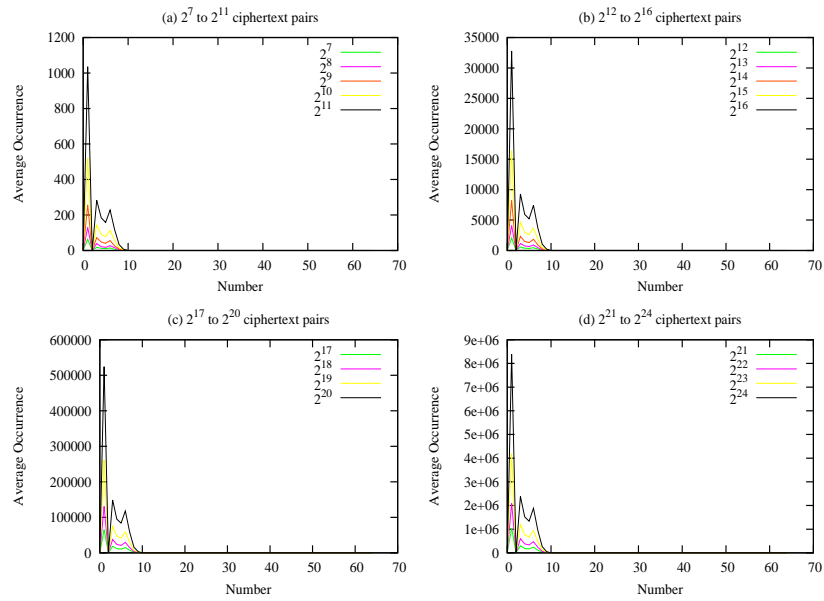 (a) 2^7 to 2^11 ciphertext pairs
Average Occurrence
1200
1000
800
600
400
200
0
0 10 20 30 40 50 60 70
Number
2^7
2^8
2^9
2^10
2^11
(b) 2^12 to 2^16 ciphertext pairs
Average Occurrence
35000
30000
25000
20000
15000
10000
5000
0
0 10 20 30 40 50 60 70
Number
2^12
2^13
2^14
2^15
2^16
(c) 2^17 to 2^20 ciphertext pairs
Average Occurrence
600000
500000
400000
300000
200000
100000
0
0 10 20 30 40 50 60 70
Number
2^17
2^18
2^19
2^20
(d) 2^21 to 2^24 ciphertext pairs
Average Occurrence
9e+06
8e+06
7e+06
6e+06
5e+06
4e+06
3e+06
2e+06
1e+06
0
0 10 20 30 40 50 60 70
Number
2^21
2^22
2^23
2^24